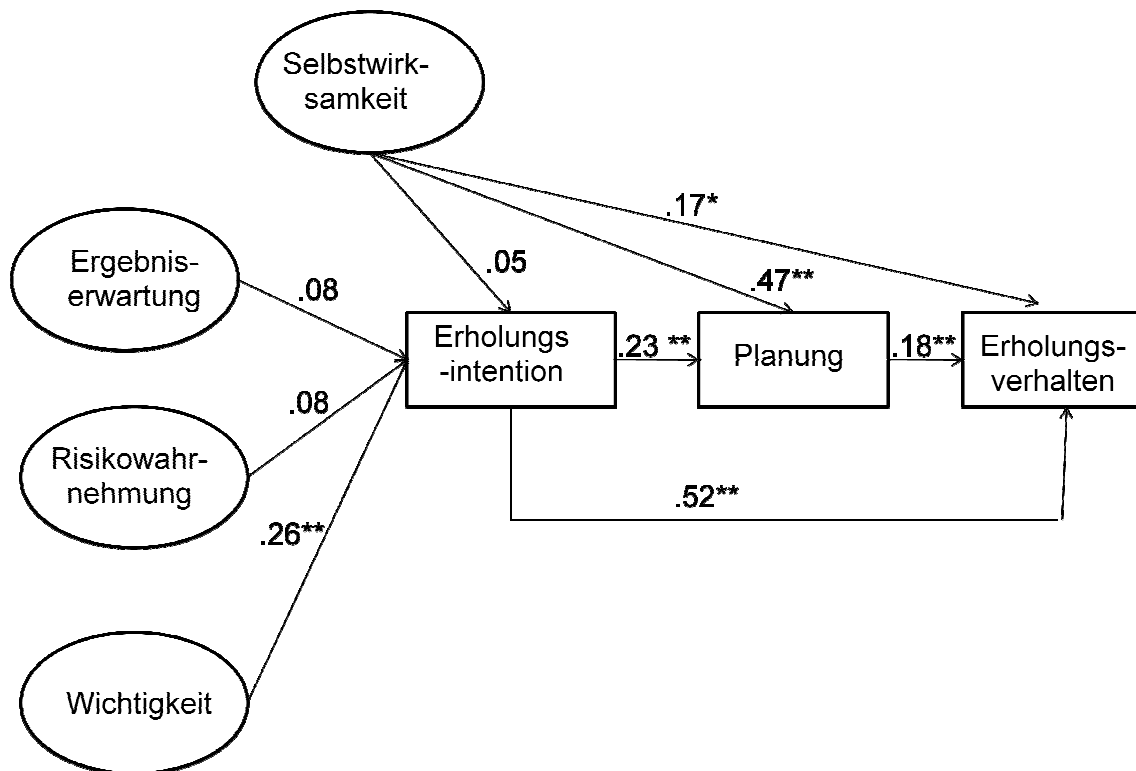 Selbstwirk-
samkeit
.17*
Ergebnis-
erwartung
.08
.05
.47**
Erholungs
-intention
.23 **
Planung
.18**
Erholungs-
verhalten
.08
Risikowahr-
nehmung
.26**
.52**
Wichtigkeit